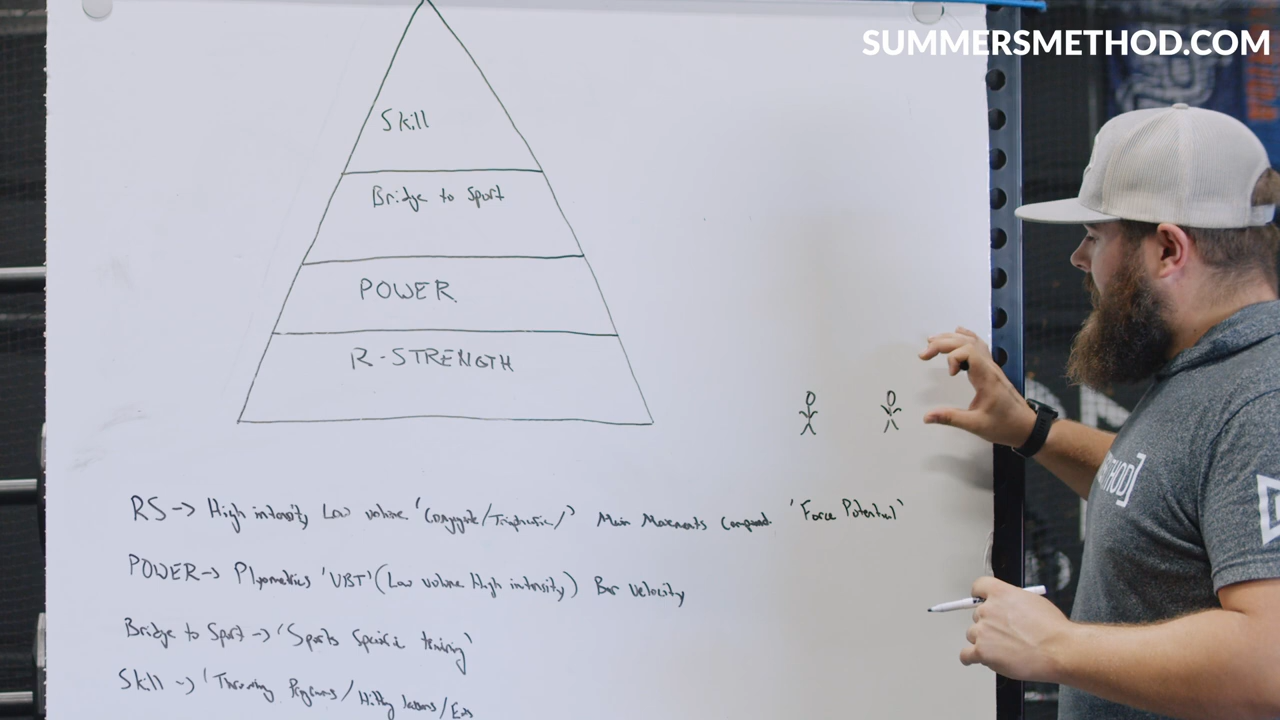 SUMMERSMETHOD.COM
Skill
Bridge to Sport
POWER
R-STRENGTH
RS → High intensity Low volume 'Conjugate/Triphasic/' Main Movements Compound 'Force Potential'
POWER → Plyometrics 'VBT' (Low volume High intensity) Bar Velocity
Bridge to Sport → 'Sports Specific training'
Skill → 'Throwing Programs / Hitting lessons /
THOD]